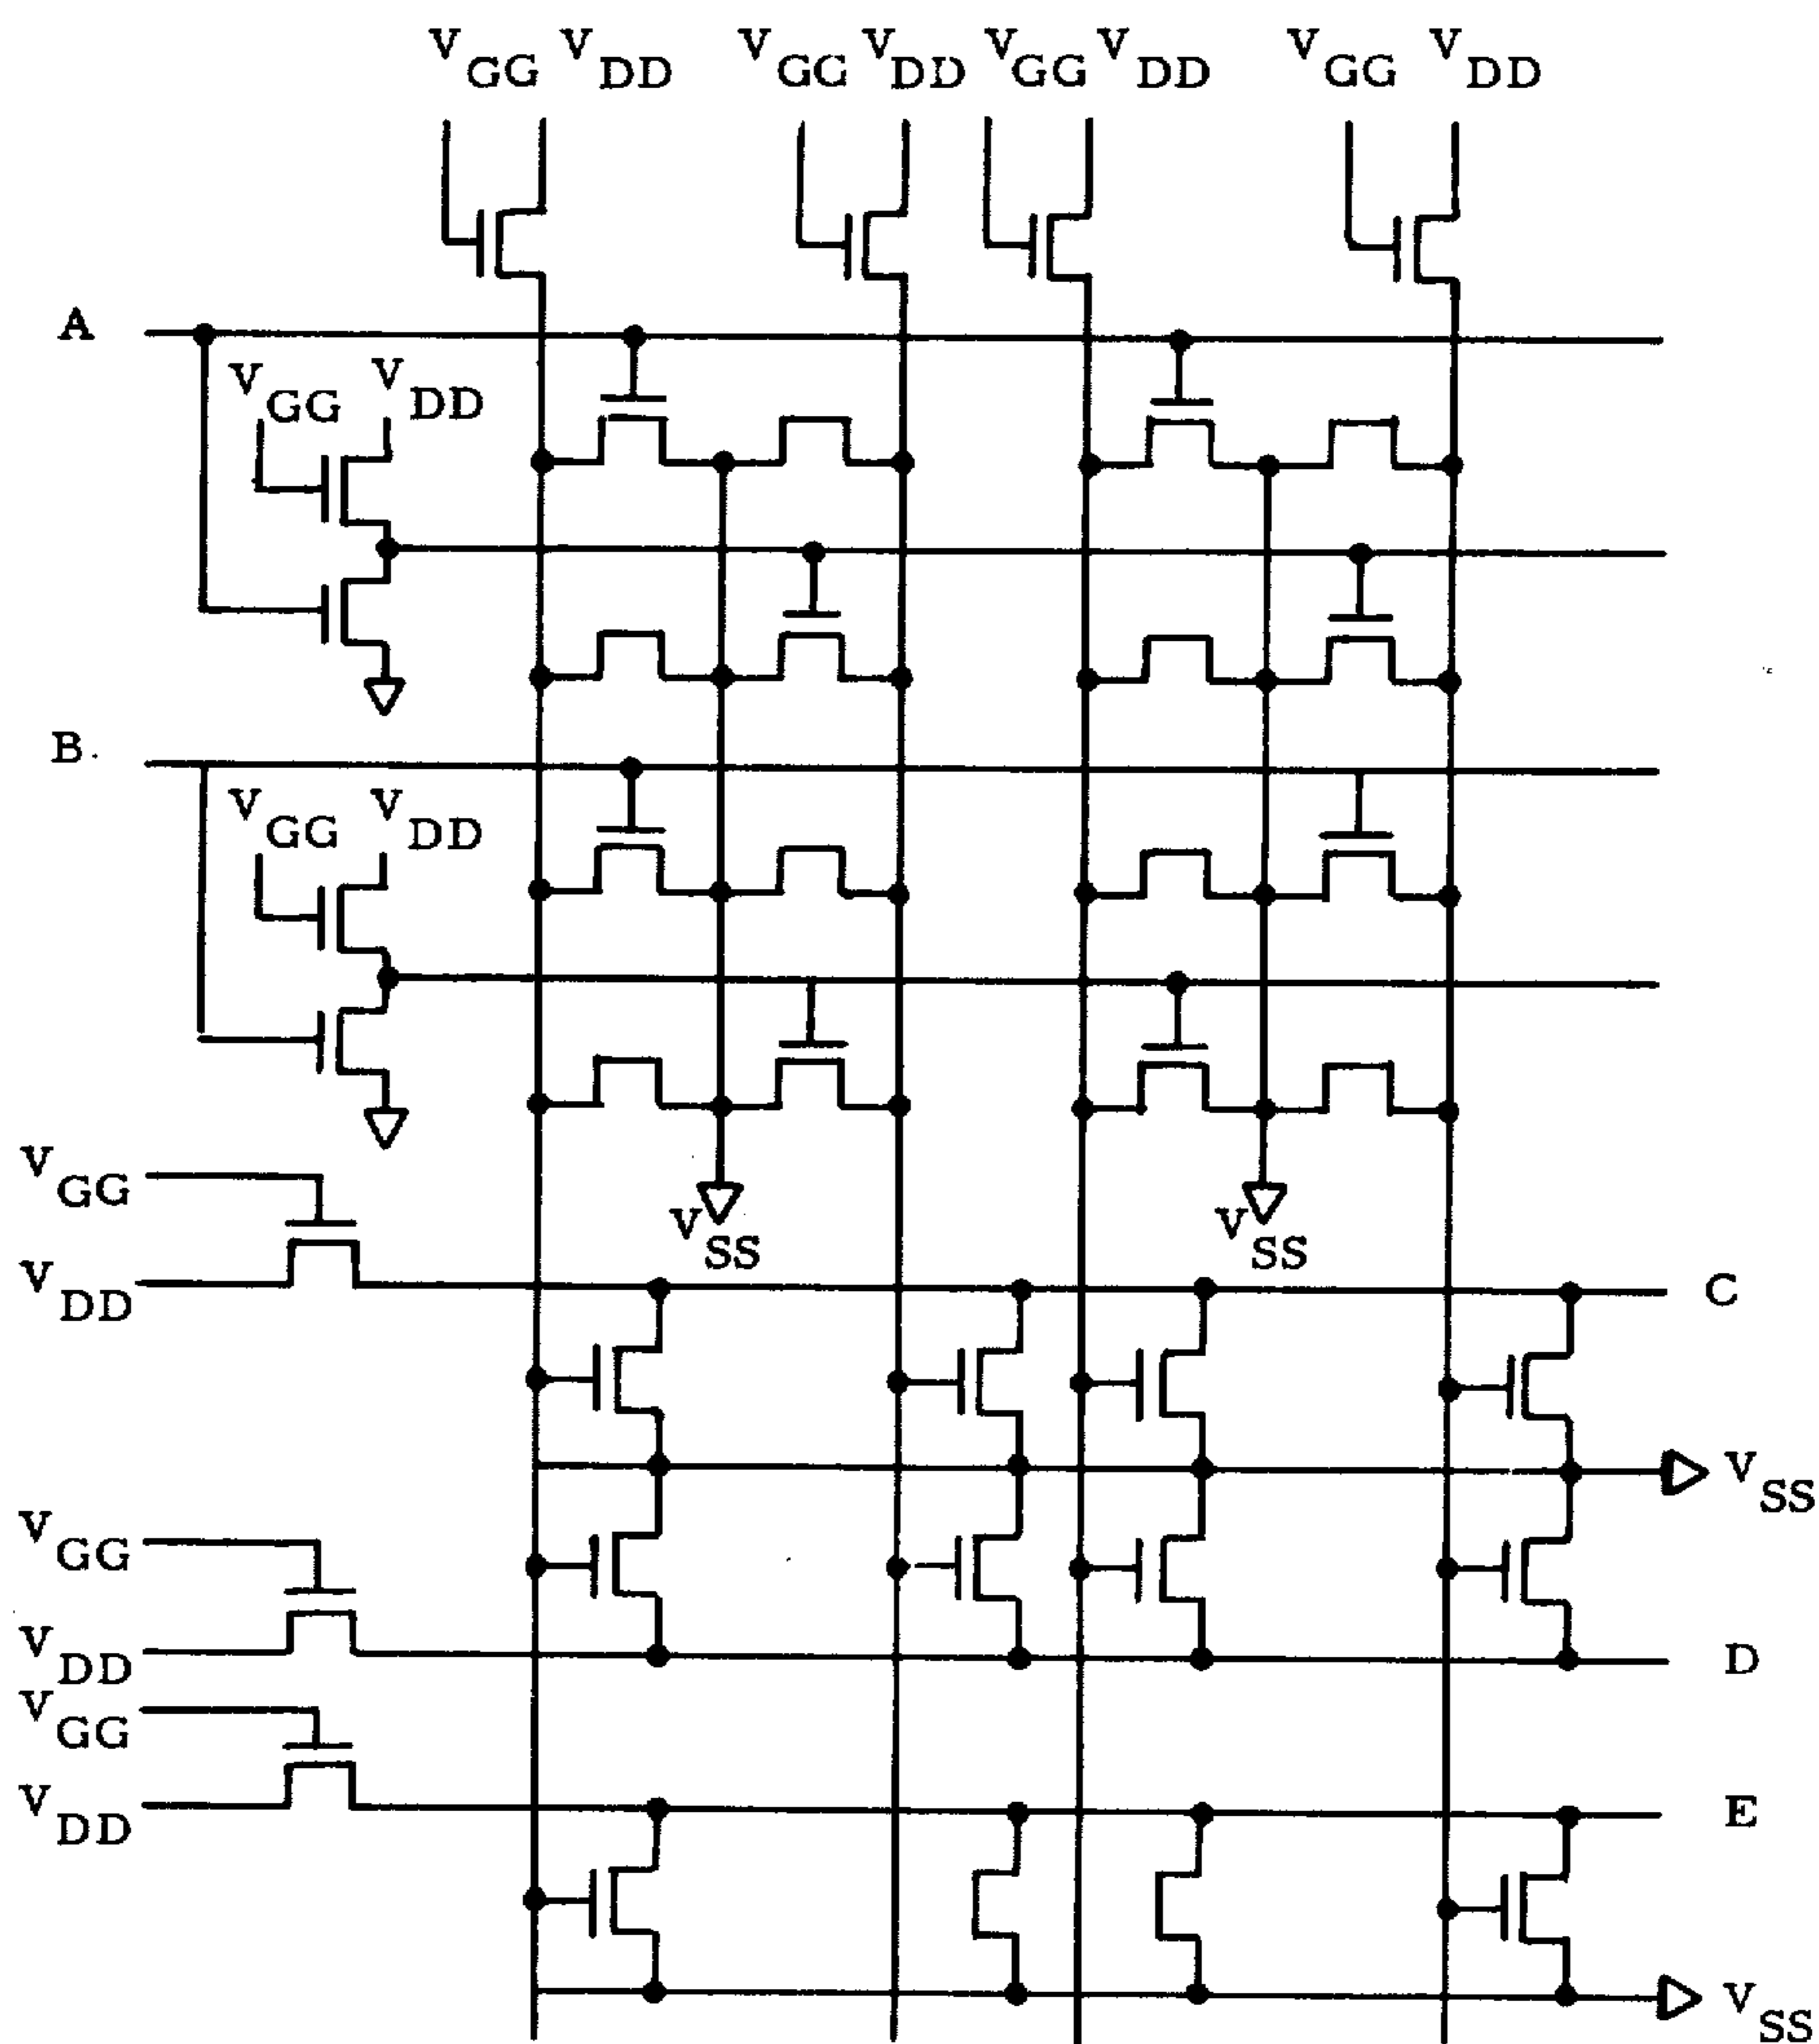 VGG VDD VGG VDD VGG VDD VGG VDD
A
VGG VDD
B.
VGG VDD
VGG
VSS VSS
VDD C
VSS
VGG
VDD D
VGG
VDD E
VSS